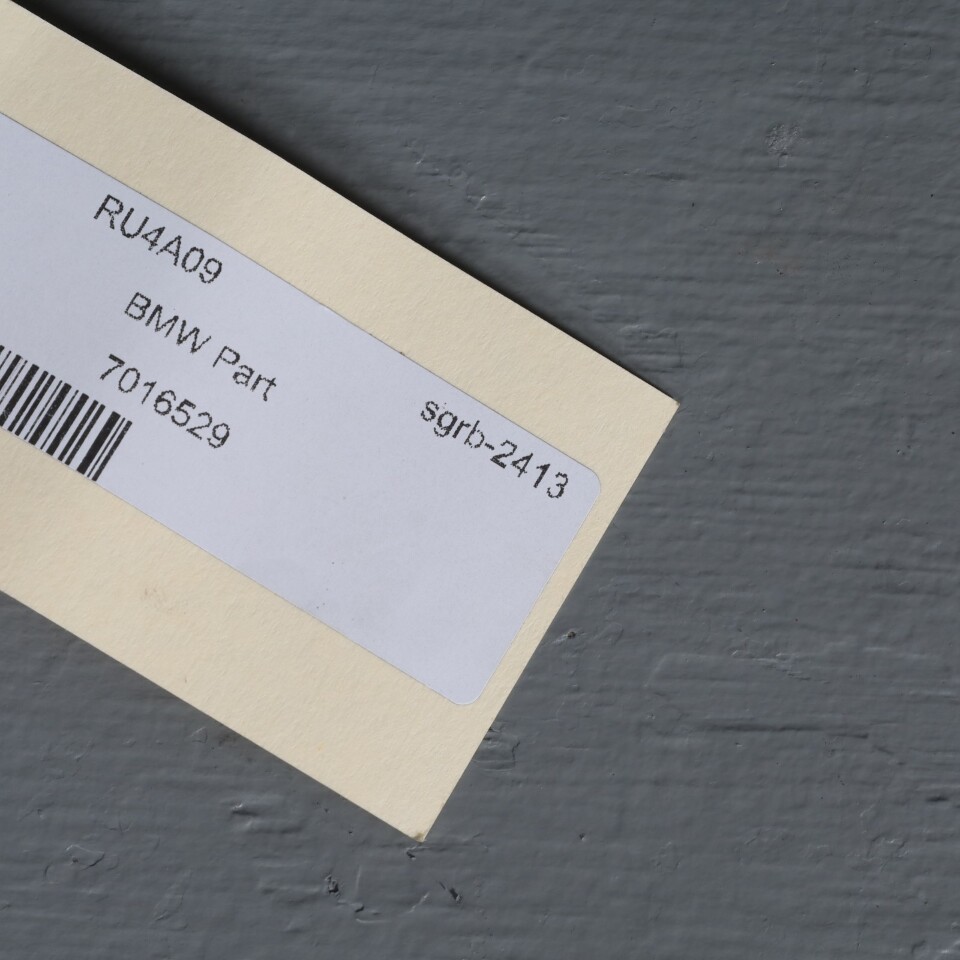 RU4A09
BMW Part
7016529
sgrb-2413